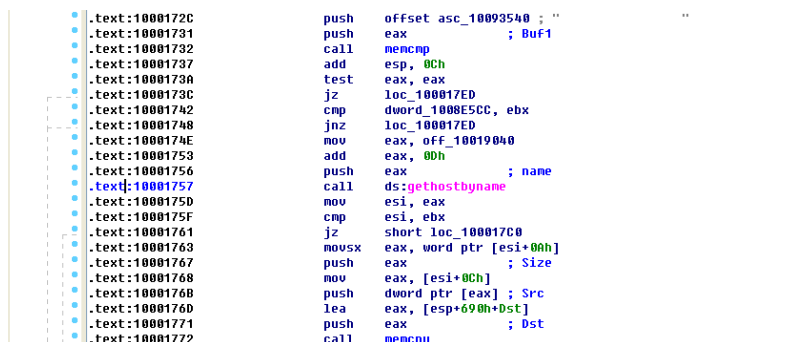 .text:1000172C push offset asc_10093540 ; " "
.text:10001731 push eax ; Buf1
.text:10001732 call memcmp
.text:10001737 add esp, 0Ch
.text:1000173A test eax, eax
.text:1000173C jz loc_100017ED
.text:10001742 cmp dword_1008E5CC, ebx
.text:10001748 jnz loc_100017ED
.text:1000174E mov eax, off_10019040
.text:10001753 add eax, 0Dh
.text:10001756 push eax ; name
.text:10001757 call ds:gethostbyname
.text:1000175D mov esi, eax
.text:1000175F cmp esi, ebx
.text:10001761 jz short loc_100017C0
.text:10001763 movsx eax, word ptr [esi+0Ah]
.text:10001767 push eax ; Size
.text:10001768 mov eax, [esi+0Ch]
.text:1000176B push dword ptr [eax] ; Src
.text:1000176D lea eax, [esp+690h+Dst]
.text:10001771 push eax ; Dst
.text:10001772 call memcpy